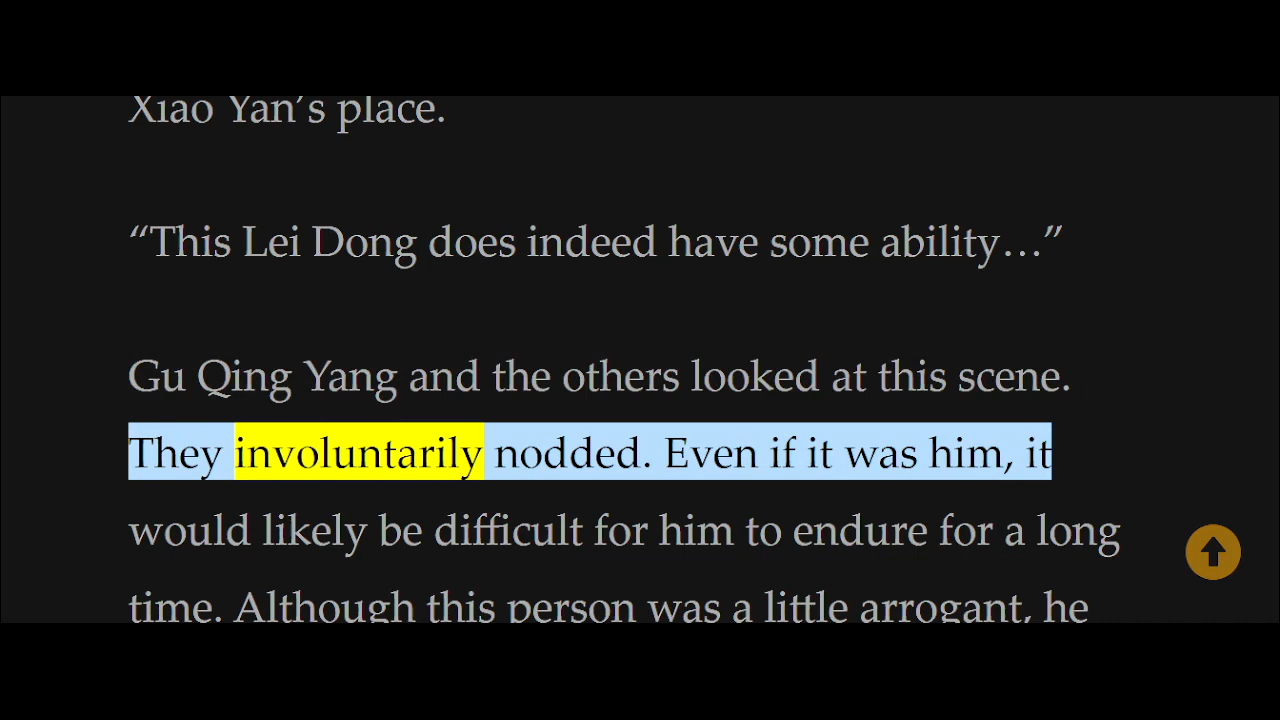 Xiao Yan’s place.
“This Lei Dong does indeed have some ability…”
Gu Qing Yang and the others looked at this scene.
They involuntarily nodded. Even if it was him, it
would likely be difficult for him to endure for a long
time. Although this person was a little arrogant, he